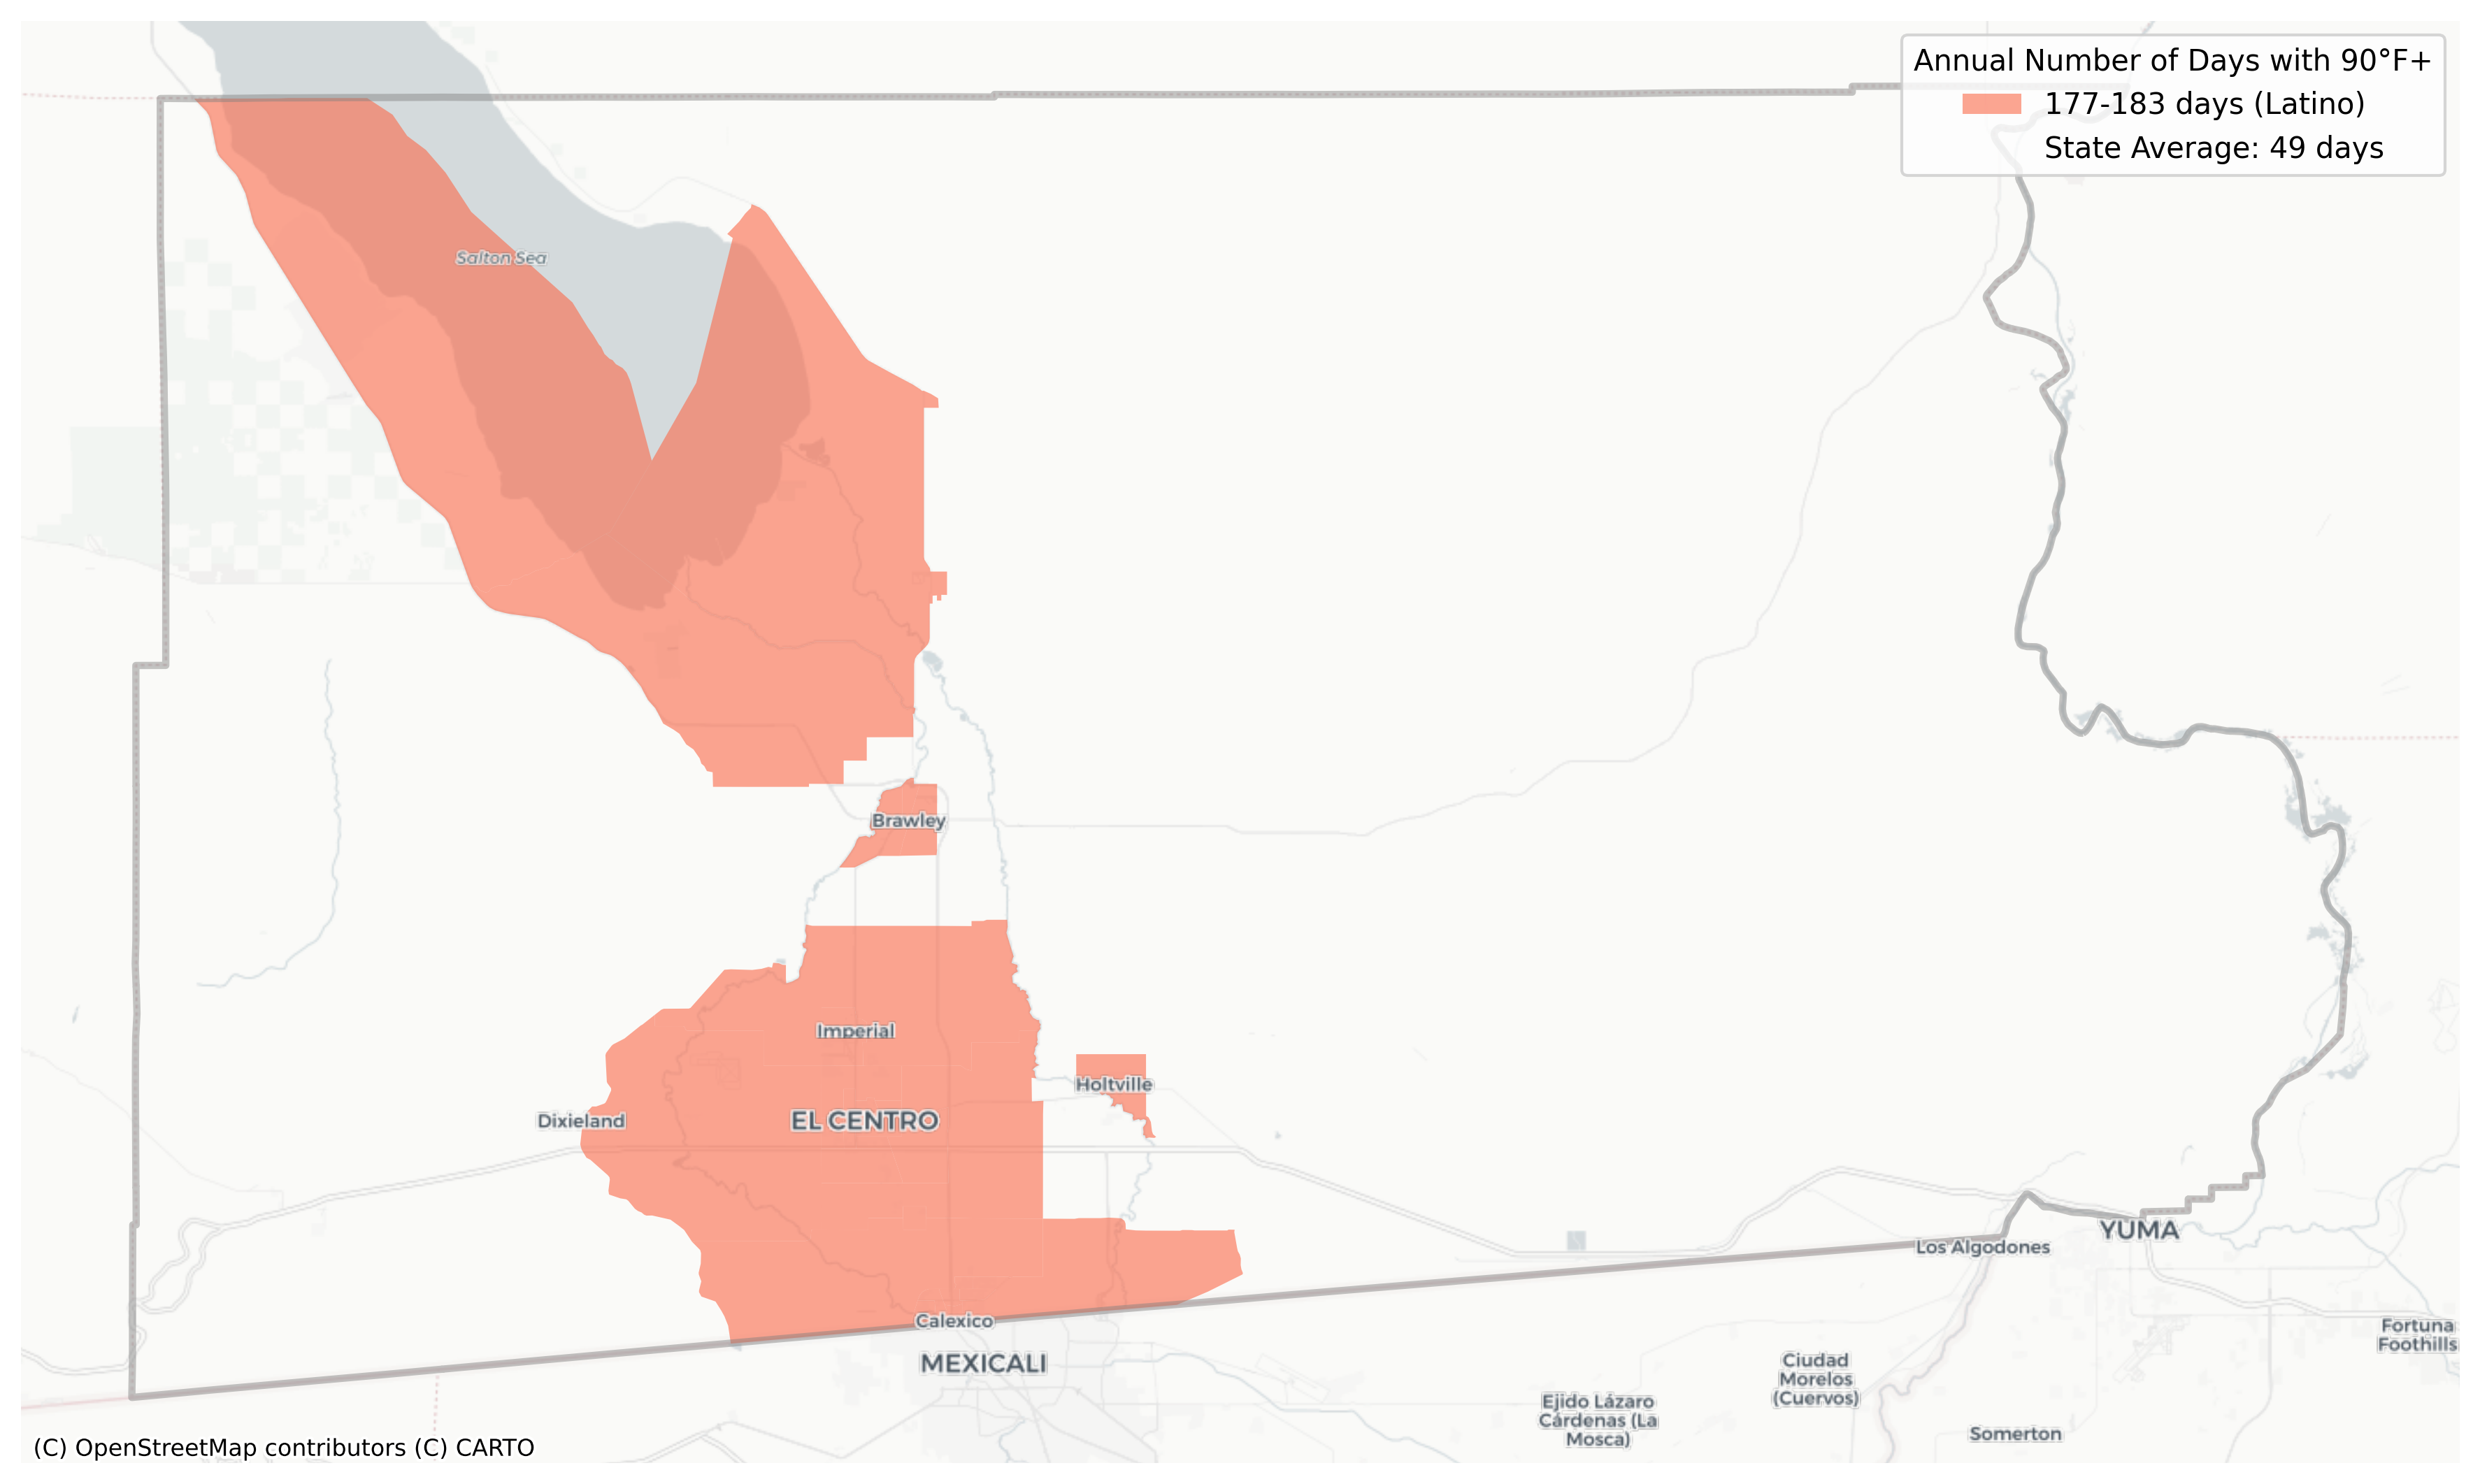 Annual Number of Days with 90°F+
177-183 days (Latino)
State Average: 49 days
Salton Sea
Brawley
Imperial
Holtville
Dixieland
EL CENTRO
YUMA
Los Algodones
Calexico
MEXICALI
Fortuna
Foothills
Ciudad
Morelos
(Cuervos)
Ejido Lázaro
Cárdenas (La
Mosca)
Somerton
(C) OpenStreetMap contributors (C) CARTO